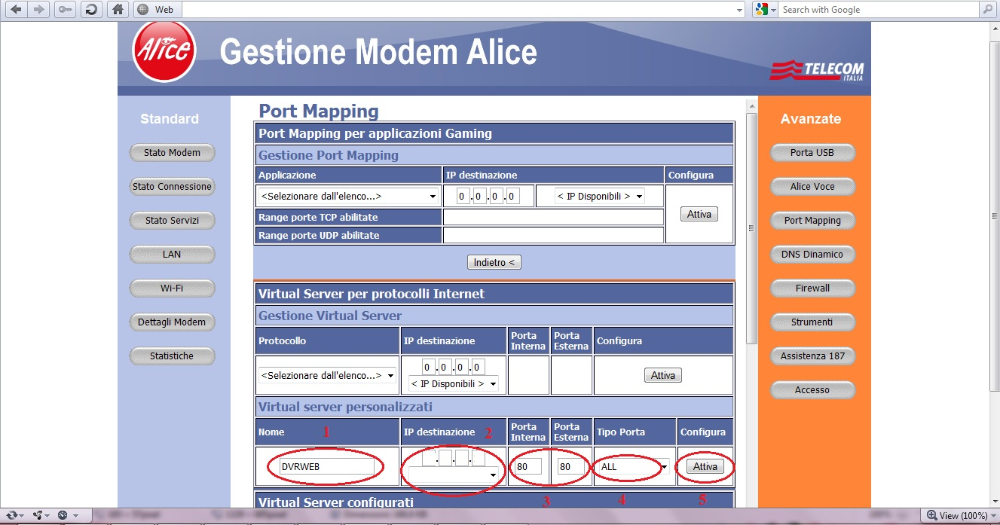 Web
Search with Google
Alice
Gestione Modem Alice
TELECOM
ITALIA
Standard
Stato Modem
Stato Connessione
Stato Servizi
LAN
Wi-Fi
Dettagli Modem
Statistiche
Port Mapping
Port Mapping per applicazioni Gaming
Gestione Port Mapping
Applicazione IP destinazione Configura
<Selezionare dall'elenco...> 0 . 0 . 0 . 0 < IP Disponibili > Attiva
Range porte TCP abilitate
Range porte UDP abilitate
Indietro <
Virtual Server per protocolli Internet
Gestione Virtual Server
Protocollo IP destinazione Porta Interna Porta Esterna Configura
<Selezionare dall'elenco...> 0 . 0 . 0 . 0 Attiva
< IP Disponibili >
Virtual server personalizzati
Nome 1 IP destinazione 2 Porta Interna Porta Esterna Tipo Porta Configura
DVRWEB . . . 80 80 ALL Attiva
3 4 5
Virtual Server configurati
Avanzate
Porta USB
Alice Voce
Port Mapping
DNS Dinamico
Firewall
Strumenti
Assistenza 187
Accesso
View (100%)